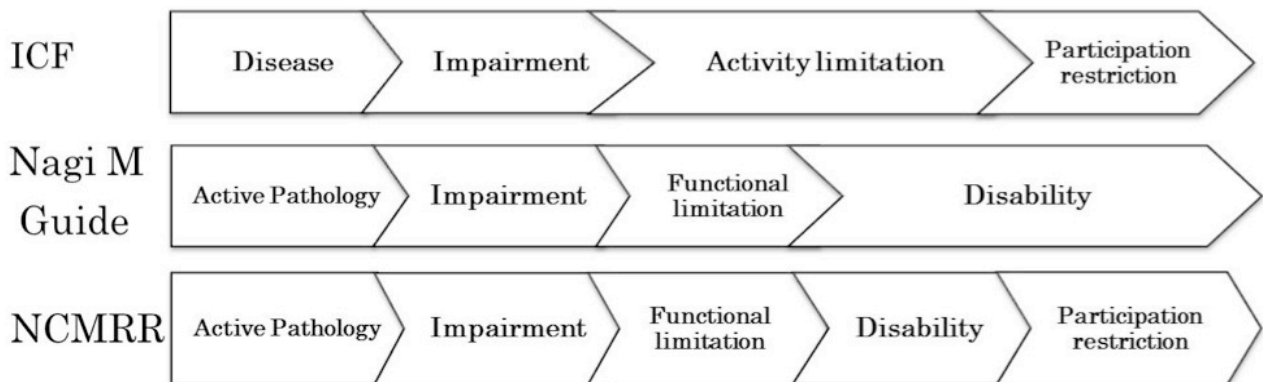 ICF
Disease
Impairment
Activity limitation
Participation
restriction
Nagi M
Guide
Active Pathology
Impairment
Functional
limitation
Disability
NCMRR
Active Pathology
Impairment
Functional
limitation
Disability
Participation
restriction